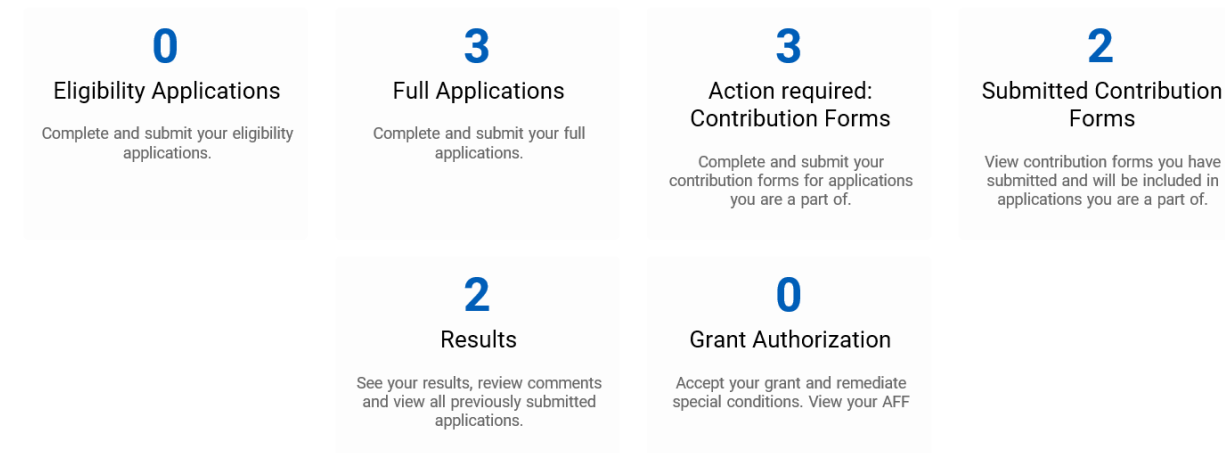 0
Eligibility Applications
Complete and submit your eligibility
applications.
3
Full Applications
Complete and submit your full
applications.
3
Action required:
Contribution Forms
Complete and submit your
contribution forms for applications
you are a part of.
2
Submitted Contribution
Forms
View contribution forms you have
submitted and will be included in
applications you are a part of.
2
Results
See your results, review comments
and view all previously submitted
applications.
0
Grant Authorization
Accept your grant and remediate
special conditions. View your AFF